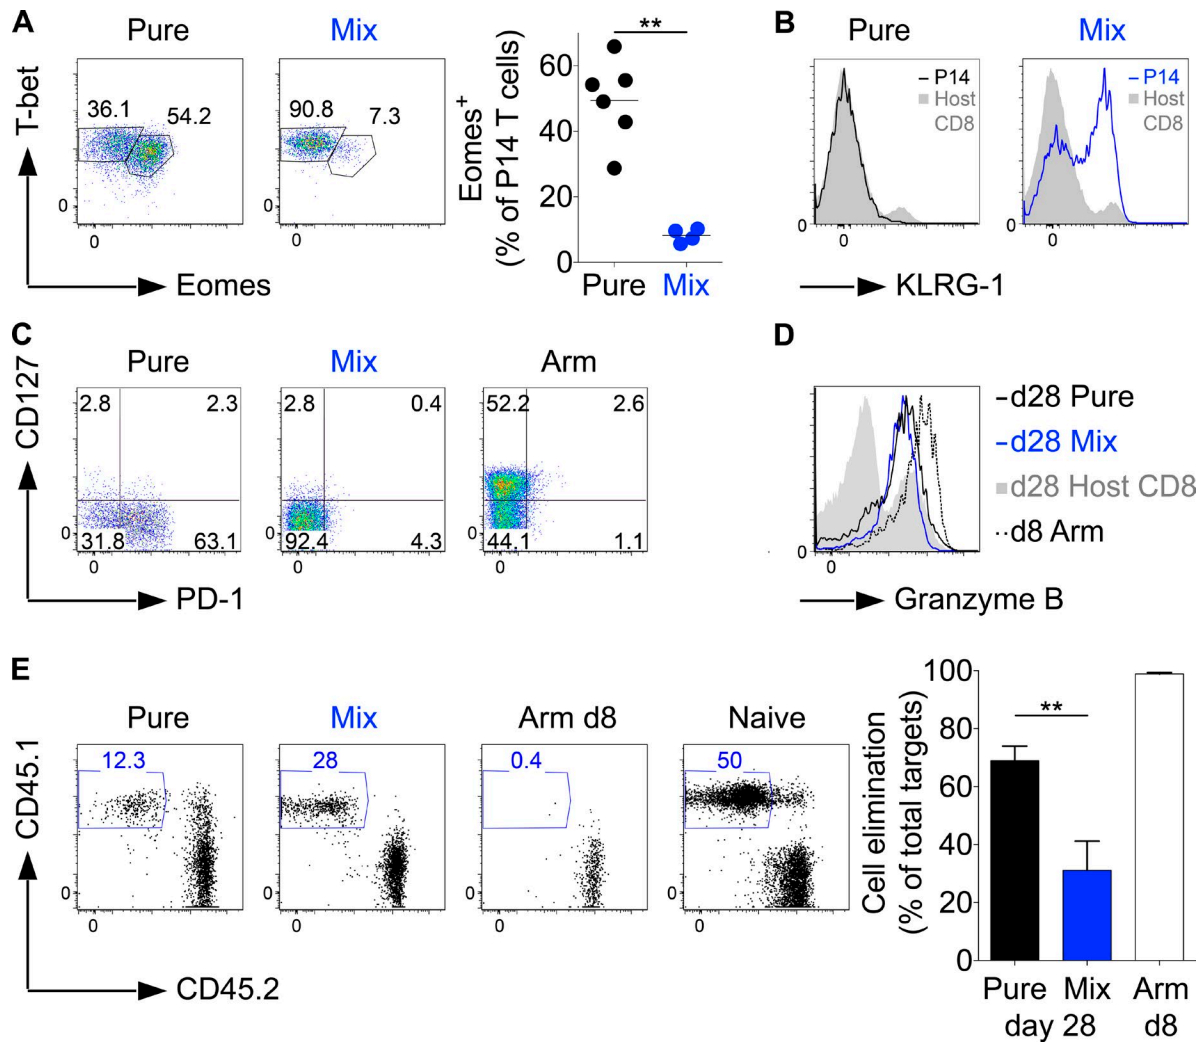 A
Pure
Mix
T-bet
36.1
54.2
0
0
90.8
7.3
0
Eomes
**
Eomes+
(% of P14 T cells)
60
40
20
0
Pure
Mix
B
Pure
Mix
P14
Host
CD8
0
P14
Host
CD8
0
KLRG-1
C
Pure
Mix
Arm
CD127
2.8
2.3
31.8
63.1
0
0
2.8
0.4
92.4
4.3
0
0
52.2
2.6
44.1
1.1
0
0
PD-1
D
0
0
d28 Pure
d28 Mix
d28 Host CD8
d8 Arm
Granzyme B
E
Pure
Mix
Arm d8
Naive
CD45.1
12.3
0
0
28
0
0
0.4
0
0
50
0
0
CD45.2
Cell elimination
(% of total targets)
100
80
60
40
20
0
**
Pure
Mix
Arm
day 28
d8